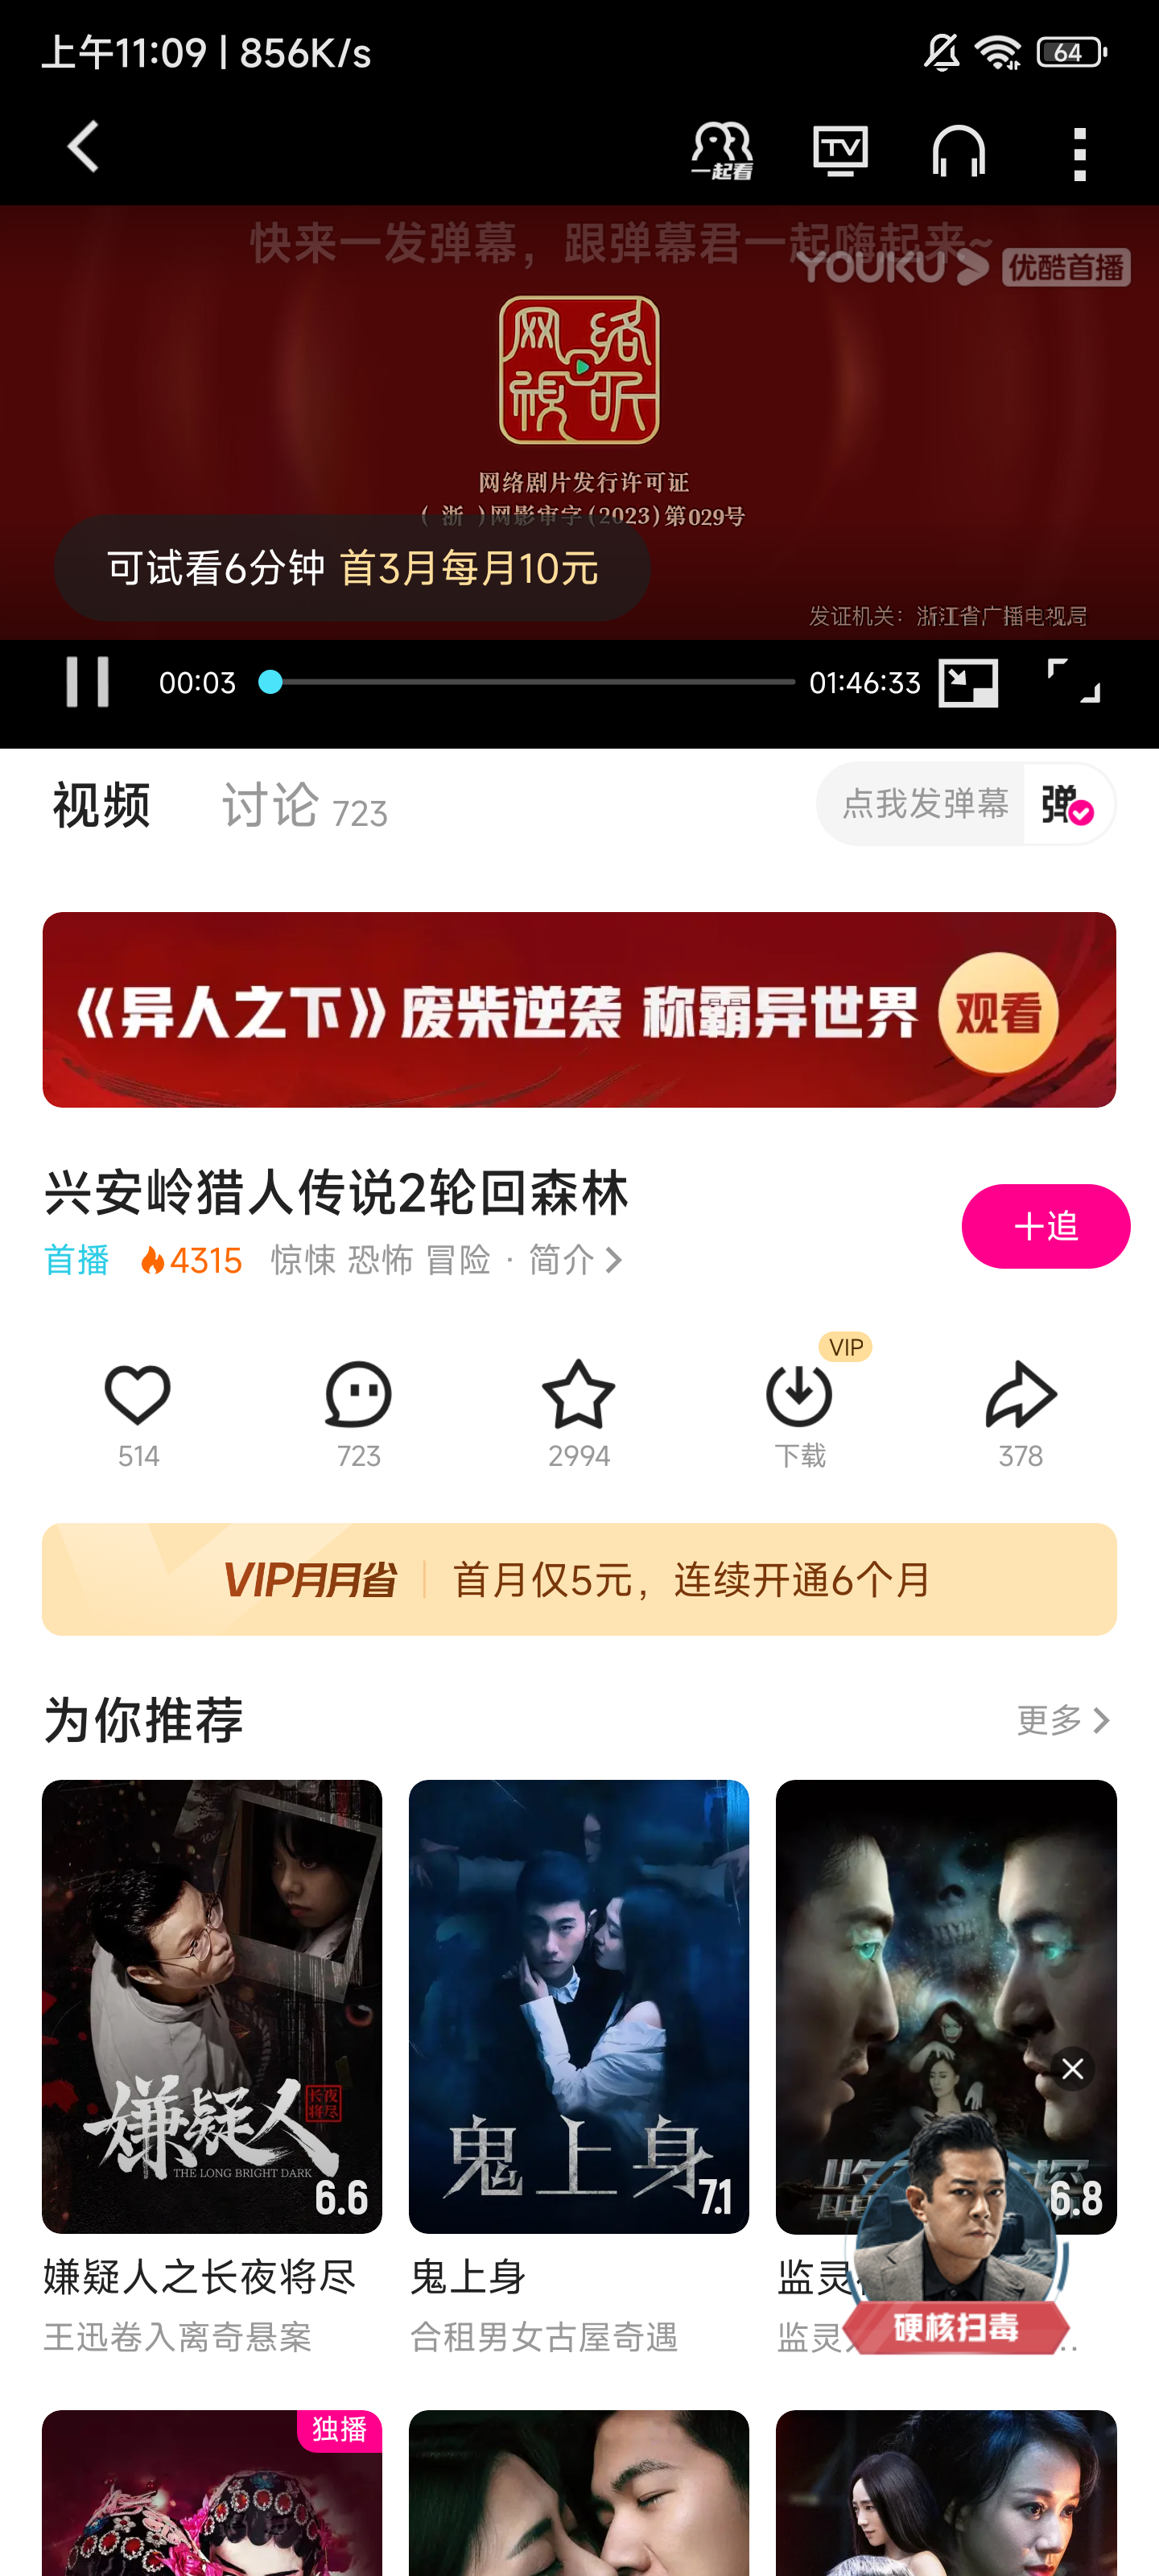 上午11:09 | 856K/s
64
一起看
TV
快来一发弹幕，跟弹幕君一起嗨起来~
YOUKU 优酷首播
网络
视听
网络剧片发行许可证
( 浙 )网影审字(2023)第029号
可试看6分钟 首3月每月10元
发证机关：浙江省广播电视局
00:03
01:46:33
视频
讨论 723
点我发弹幕
弹
《异人之下》废柴逆袭 称霸异世界
观看
兴安岭猎人传说2轮回森林
十追
首播 4315 惊悚 恐怖 冒险 · 简介
VIP
514
723
2994
下载
378
VIP月月省 首月仅5元，连续开通6个月
为你推荐
更多
嫌疑人
长夜将尽
THE LONG BRIGHT DARK
6.6
鬼上身
7.1
6.8
嫌疑人之长夜将尽
鬼上身
监灵
王迅卷入离奇悬案
合租男女古屋奇遇
监灵
硬核扫毒
独播